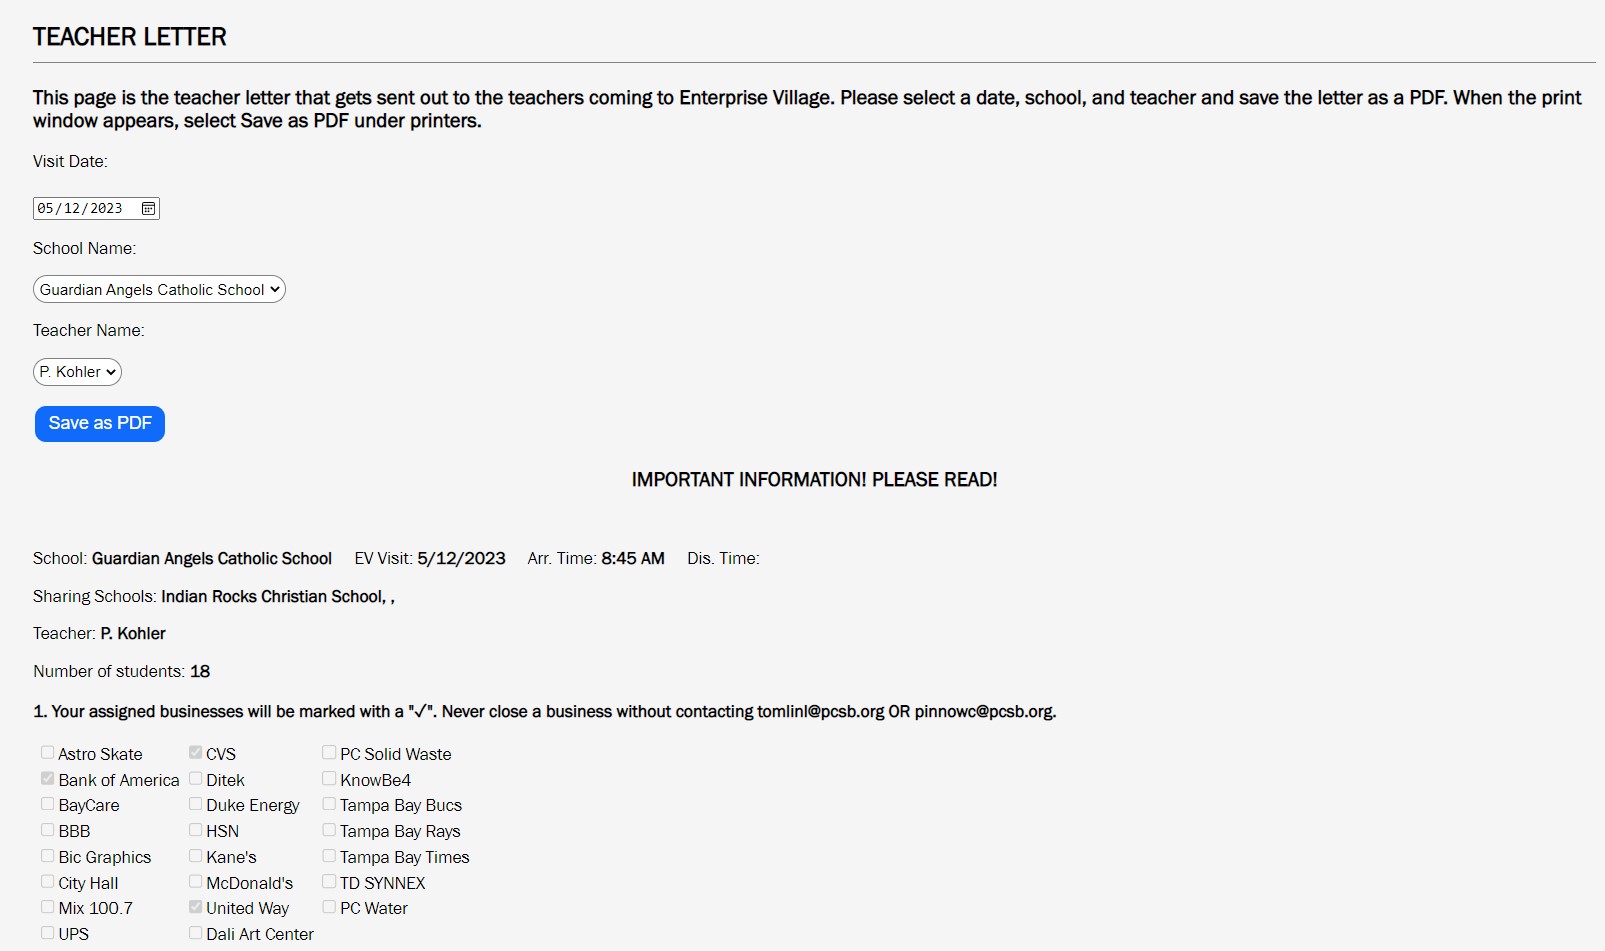 TEACHER LETTER
This page is the teacher letter that gets sent out to the teachers coming to Enterprise Village. Please select a date, school, and teacher and save the letter as a PDF. When the print
window appears, select Save as PDF under printers.
Visit Date:
05/12/2023
School Name:
Guardian Angels Catholic School
Teacher Name:
P. Kohler
Save as PDF
IMPORTANT INFORMATION! PLEASE READ!
School: Guardian Angels Catholic School EV Visit: 5/12/2023 Arr. Time: 8:45 AM Dis. Time:
Sharing Schools: Indian Rocks Christian School, ,
Teacher: P. Kohler
Number of students: 18
1. Your assigned businesses will be marked with a "✓". Never close a business without contacting tomlinl@pcsb.org OR pinnowc@pcsb.org.
Astro Skate CVS PC Solid Waste
Bank of America Ditek KnowBe4
BayCare Duke Energy Tampa Bay Bucs
BBB HSN Tampa Bay Rays
Bic Graphics Kane's Tampa Bay Times
City Hall McDonald's TD SYNNEX
Mix 100.7 United Way PC Water
UPS Dali Art Center